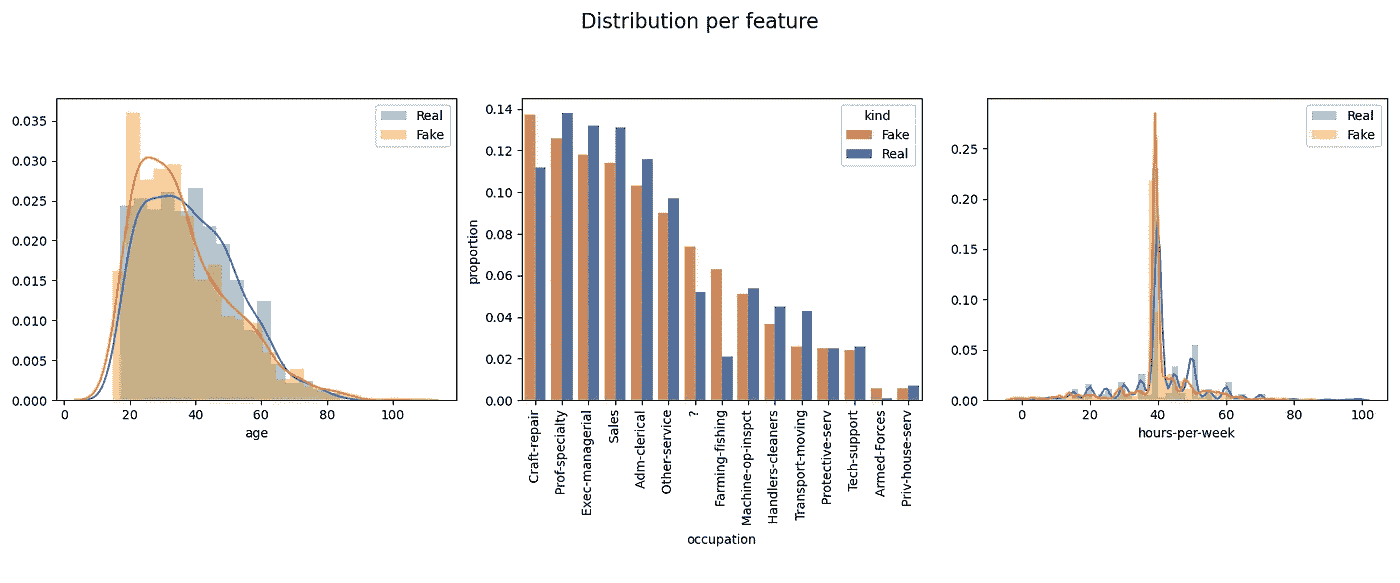 Distribution per feature
Real
Fake
0.035
0.030
0.025
0.020
0.015
0.010
0.005
0.000
0
20
40
60
80
100
age
kind
Fake
Real
0.14
0.12
0.10
0.08
0.06
0.04
0.02
0.00
proportion
Craft-repair
Prof-specialty
Exec-managerial
Sales
Adm-clerical
Other-service
?
Farming-fishing
Machine-op-inspct
Handlers-cleaners
Transport-moving
Protective-serv
Tech-support
Armed-Forces
Priv-house-serv
occupation
Real
Fake
0.25
0.20
0.15
0.10
0.05
0.00
0
20
40
60
80
100
hours-per-week